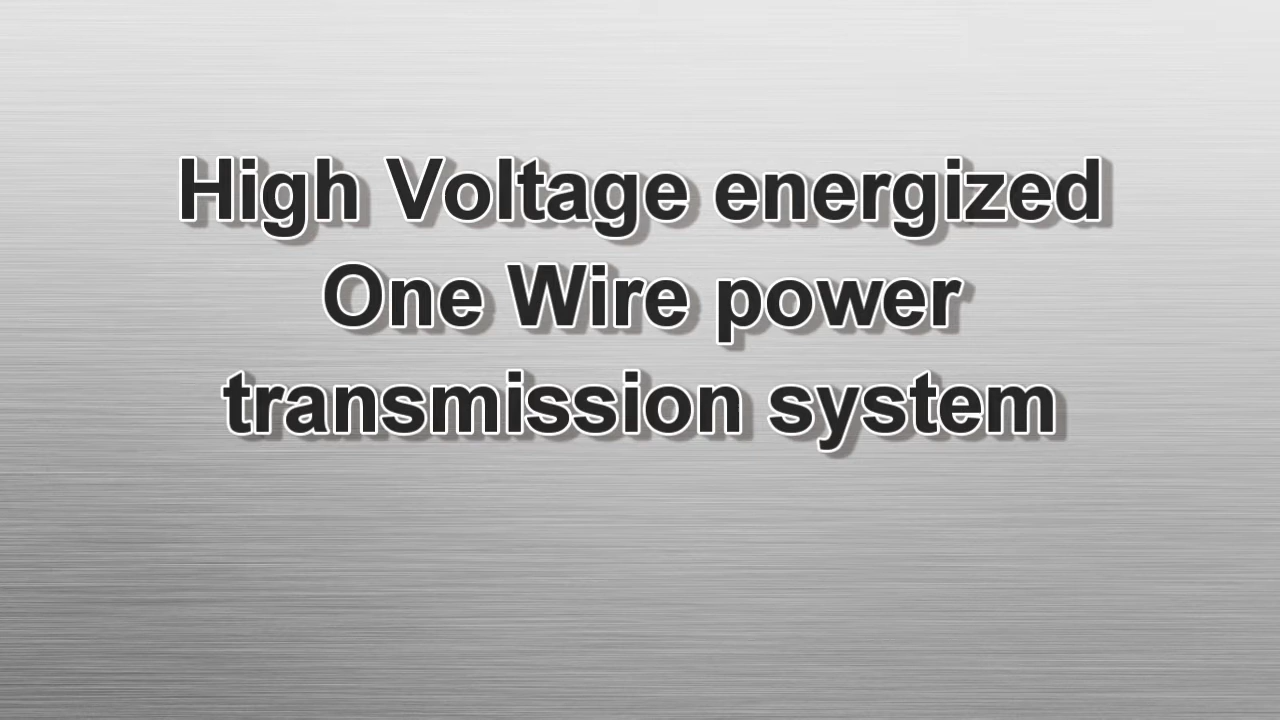 High Voltage energized
One Wire power
transmission system